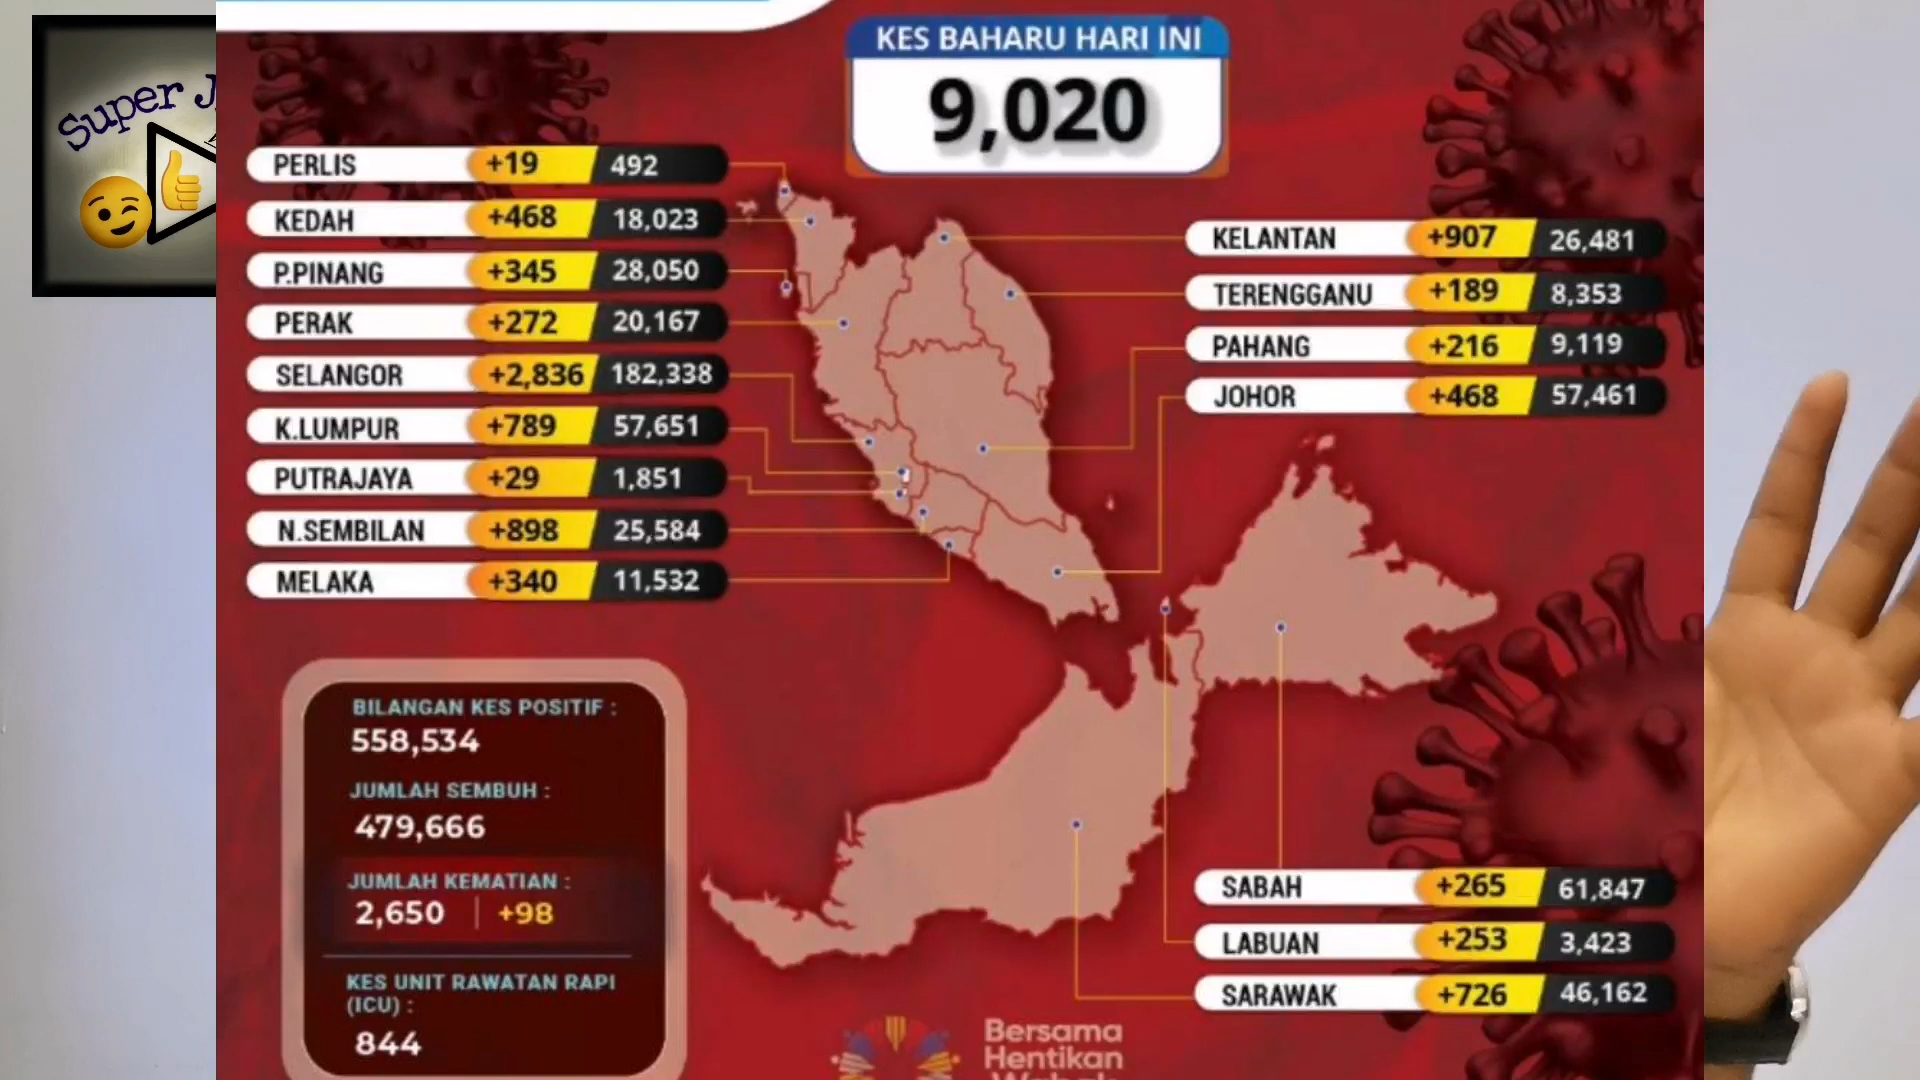 Super
KES BAHARU HARI INI
9,020
PERLIS +19 492
KEDAH +468 18,023
P.PINANG +345 28,050
PERAK +272 20,167
SELANGOR +2,836 182,338
K.LUMPUR +789 57,651
PUTRAJAYA +29 1,851
N.SEMBILAN +898 25,584
MELAKA +340 11,532
KELANTAN +907 26,481
TERENGGANU +189 8,353
PAHANG +216 9,119
JOHOR +468 57,461
BILANGAN KES POSITIF :
558,534
JUMLAH SEMBUH :
479,666
JUMLAH KEMATIAN :
2,650 | +98
KES UNIT RAWATAN RAPI
(ICU) :
844
SABAH +265 61,847
LABUAN +253 3,423
SARAWAK +726 46,162
Bersama
Hentikan